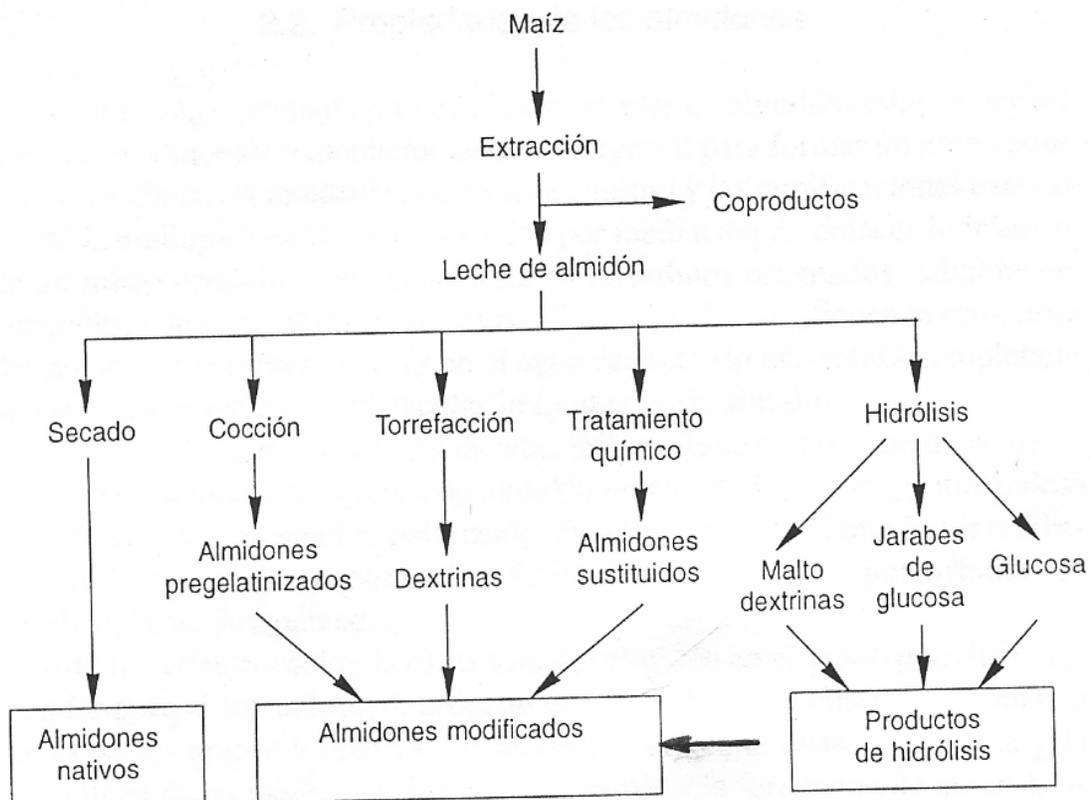 Maíz
Extracción
Coproductos
Leche de almidón
Secado
Cocción
Torrefacción
Tratamiento
químico
Hidrólisis
Almidones
pregelatinizados
Dextrinas
Almidones
sustituidos
Malto
dextrinas
Jarabes
de
glucosa
Glucosa
Almidones
nativos
Almidones modificados
Productos
de hidrólisis